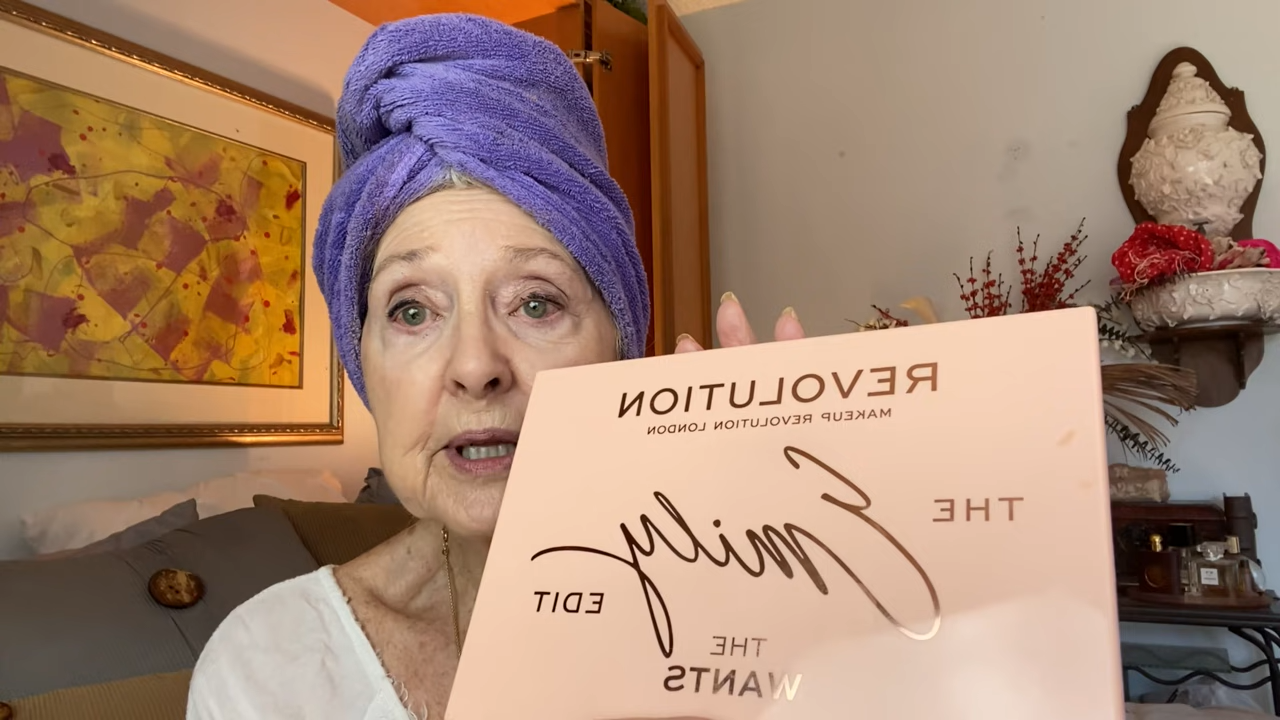 REVOLUTION
MAKEUP REVOLUTION LONDON
THE Emily EDIT
THE
WANTS